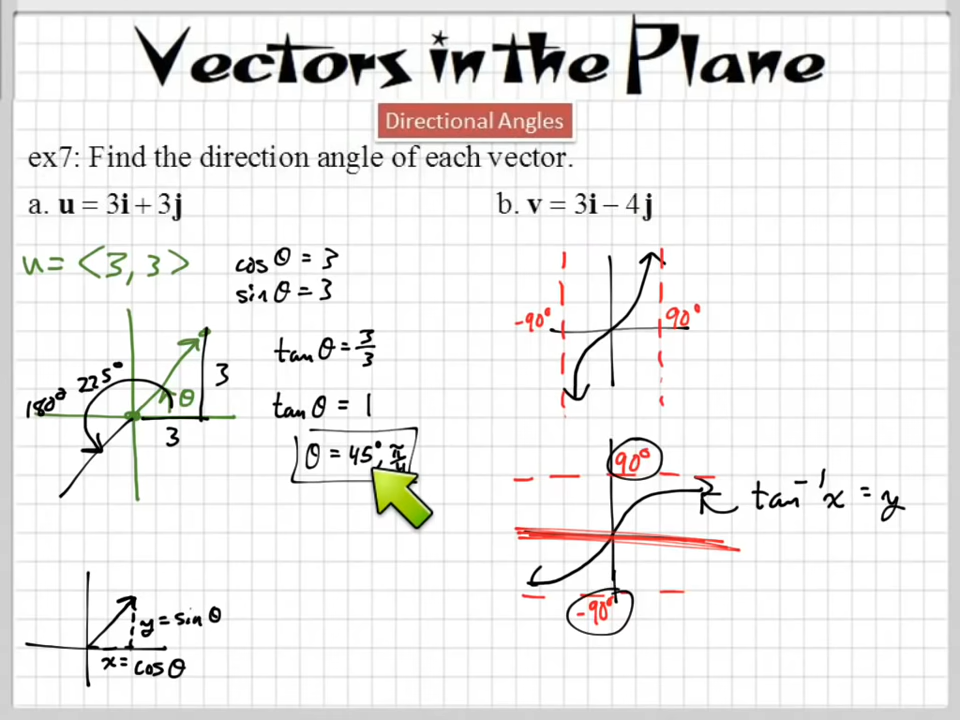 Vectors in the Plane
Directional Angles
ex7: Find the direction angle of each vector.
a. u = 3i + 3j
b. v = 3i − 4j
u = <3, 3>
cos θ = 3
sin θ = 3
tan θ = 3/3
tan θ = 1
θ = 45°, π/4
180°
225°
θ
3
3
y = sin θ
x = cos θ
-90°
90°
90°
tan⁻¹x = y
-90°